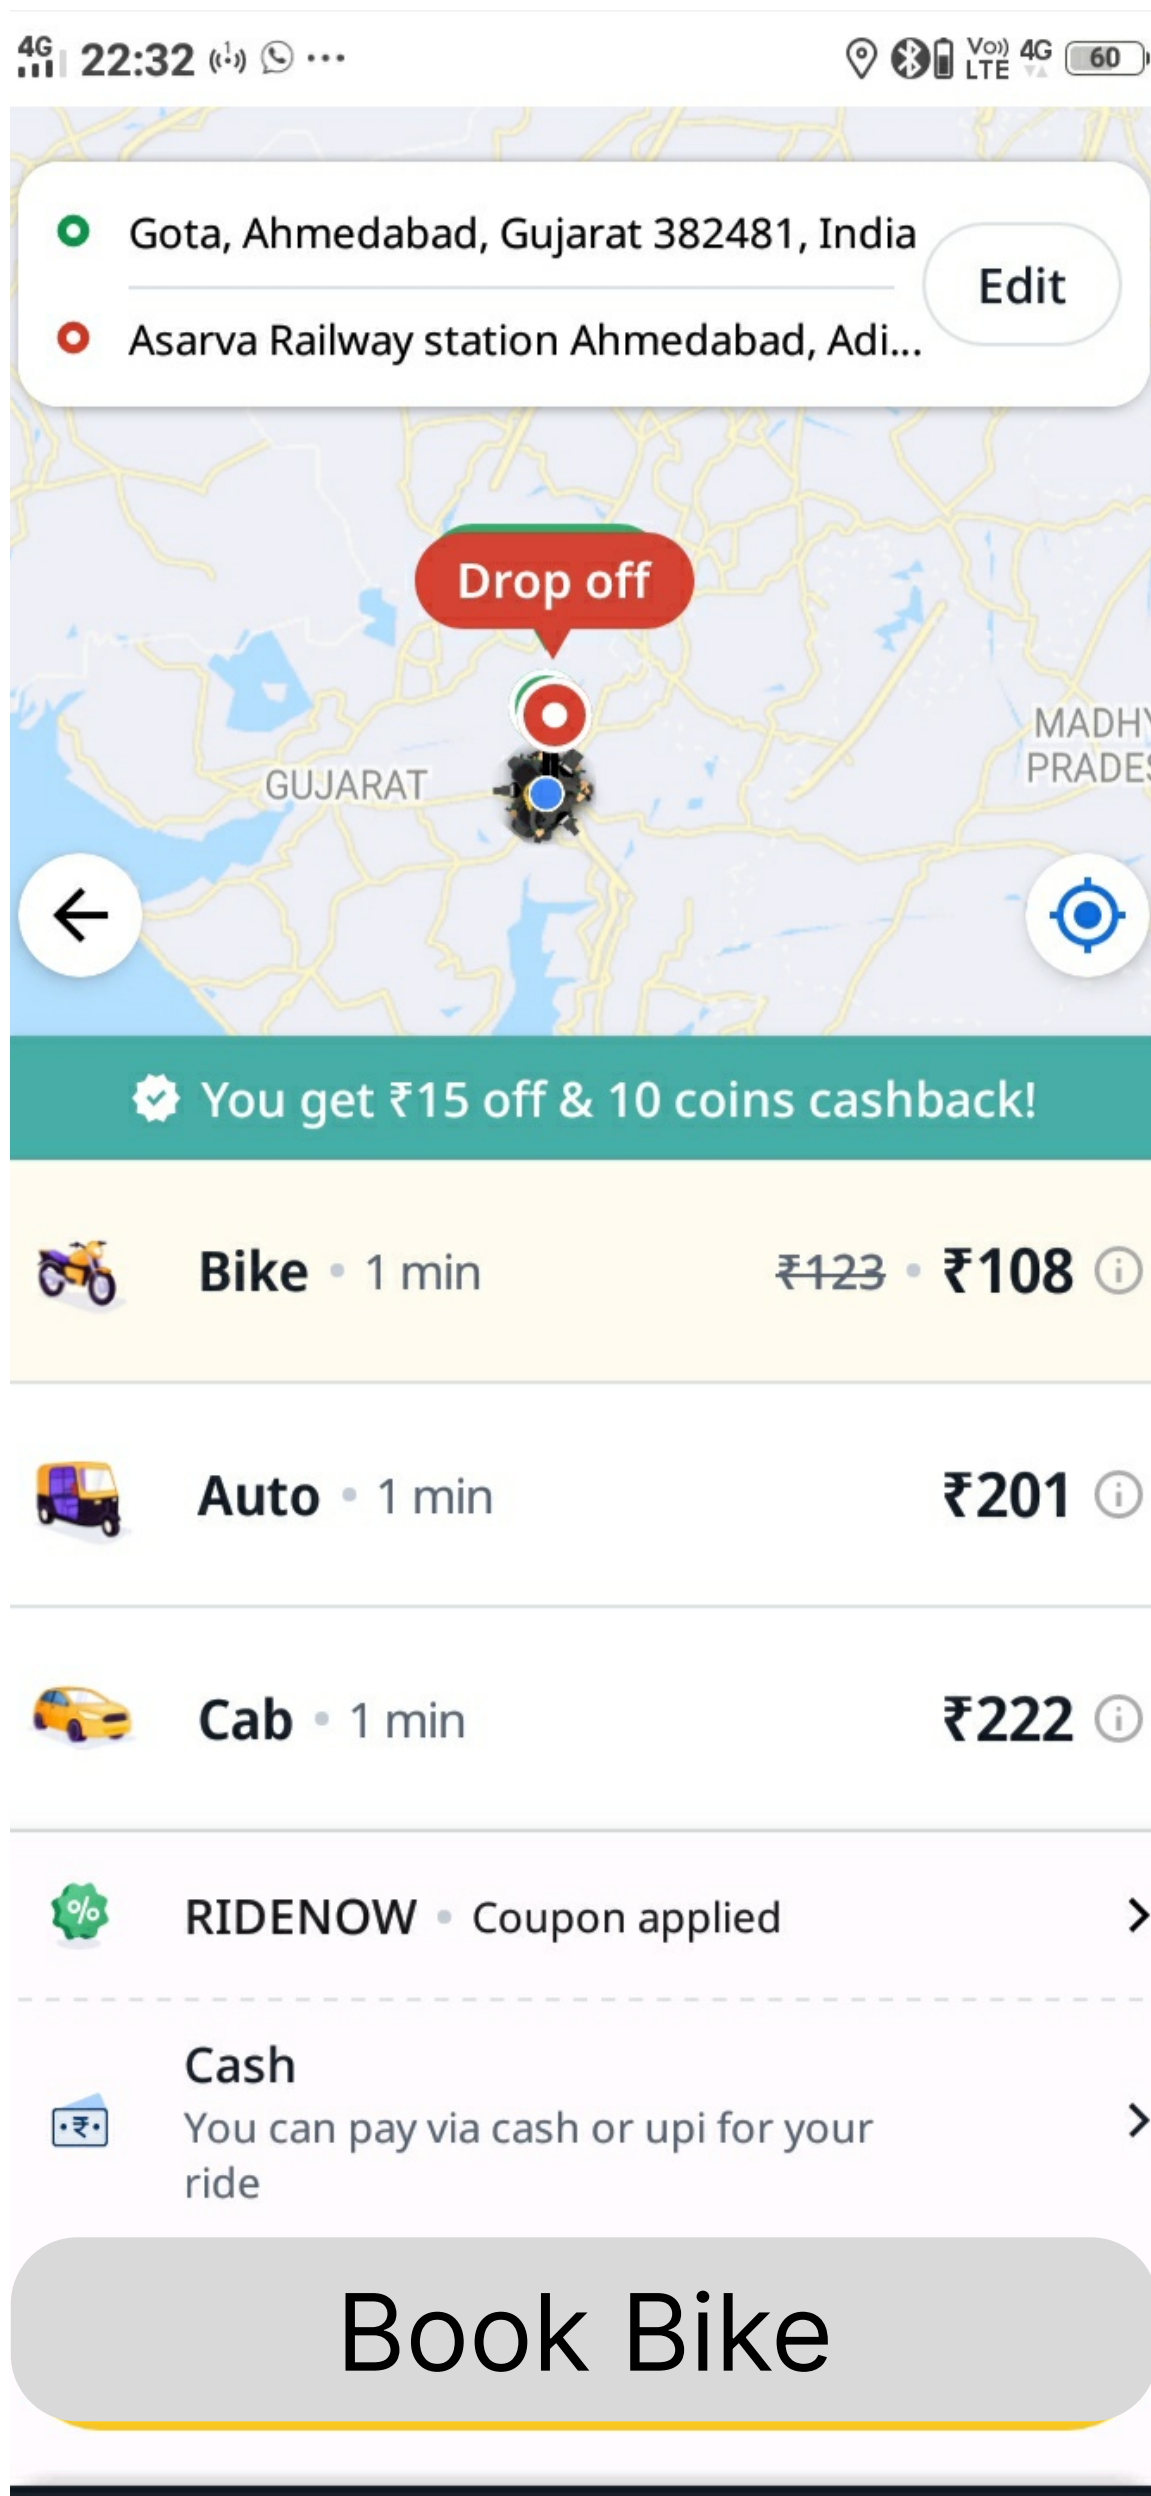 4G 22:32 1 ... Vo)) LTE 4G 60
Gota, Ahmedabad, Gujarat 382481, India
Edit
Asarva Railway station Ahmedabad, Adi...
Drop off
GUJARAT
MADHY
PRADES
You get ₹15 off & 10 coins cashback!
Bike • 1 min ₹123 • ₹108
Auto • 1 min ₹201
Cab • 1 min ₹222
% RIDENOW • Coupon applied
Cash
₹ You can pay via cash or upi for your
ride
Book Bike